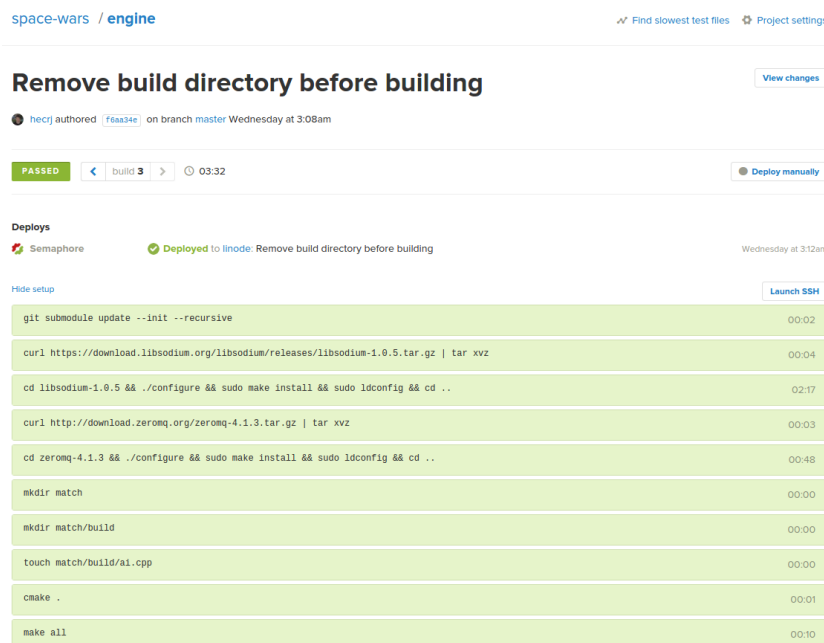 space-wars / engine
Find slowest test files Project settings
Remove build directory before building
View changes
hecrj authored f6aa34e on branch master Wednesday at 3:08am
PASSED build 3 03:32
Deploy manually
Deploys
Semaphore Deployed to linode: Remove build directory before building Wednesday at 3:12am
Hide setup
Launch SSH
git submodule update --init --recursive 00:02
curl https://download.libsodium.org/libsodium/releases/libsodium-1.0.5.tar.gz | tar xvz 00:04
cd libsodium-1.0.5 && ./configure && sudo make install && sudo ldconfig && cd .. 02:17
curl http://download.zeromq.org/zeromq-4.1.3.tar.gz | tar xvz 00:03
cd zeromq-4.1.3 && ./configure && sudo make install && sudo ldconfig && cd .. 00:48
mkdir match 00:00
mkdir match/build 00:00
touch match/build/ai.cpp 00:00
cmake . 00:01
make all 00:10